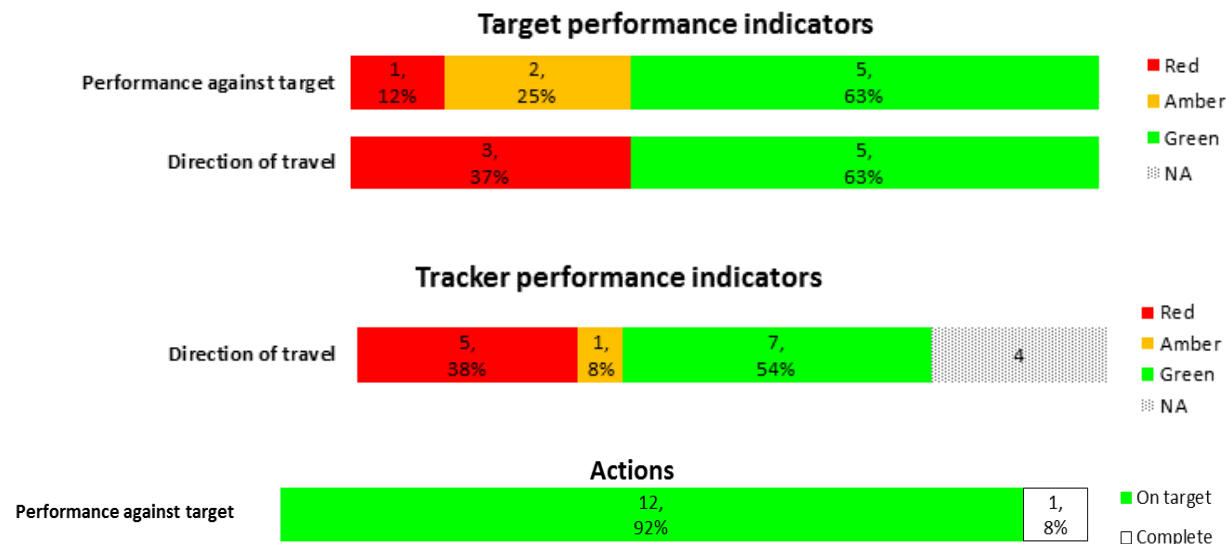 Target performance indicators
Performance against target
1,
12%
2,
25%
5,
63%
Direction of travel
3,
37%
5,
63%
Red
Amber
Green
NA
Tracker performance indicators
Direction of travel
5,
38%
1,
8%
7,
54%
4
Red
Amber
Green
NA
Actions
Performance against target
12,
92%
1,
8%
On target
Complete